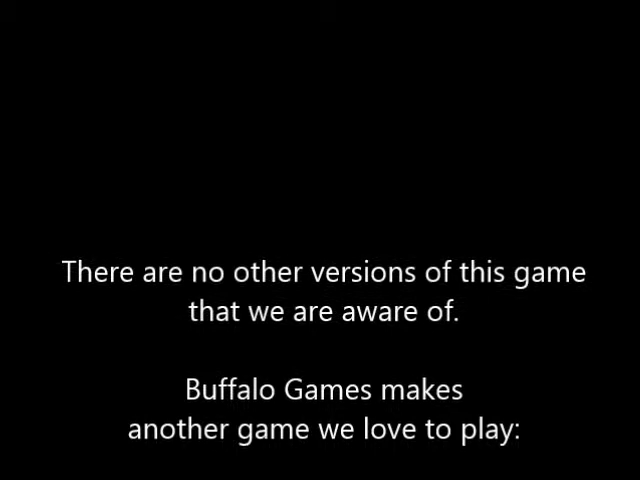 There are no other versions of this game
that we are aware of.
Buffalo Games makes
another game we love to play: